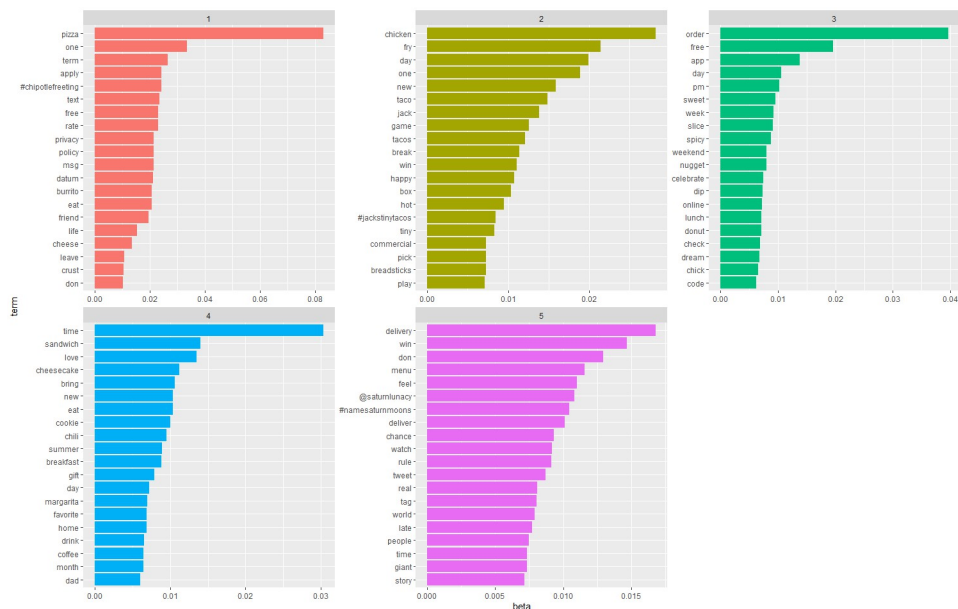 1
pizza
one
term
apply
#chipotlefreeting
text
free
rate
privacy
policy
msg
datum
burrito
eat
friend
life
cheese
leave
crust
don
0.00 0.02 0.04 0.06 0.08
2
chicken
fry
day
one
new
taco
jack
game
tacos
break
win
happy
box
hot
#jackstinytacos
tiny
commercial
pick
breadsticks
play
0.00 0.01 0.02
3
order
free
app
day
pm
sweet
week
slice
spicy
weekend
nugget
celebrate
dip
online
lunch
donut
check
dream
chick
code
0.00 0.01 0.02 0.03 0.04
term
4
time
sandwich
love
cheesecake
bring
new
eat
cookie
chili
summer
breakfast
gift
day
margarita
favorite
home
drink
coffee
month
dad
0.00 0.01 0.02 0.03
5
delivery
win
don
menu
feel
@saturnlunacy
#namesaturnmoons
deliver
chance
watch
rule
tweet
real
tag
world
late
people
time
giant
story
0.000 0.005 0.010 0.015
beta